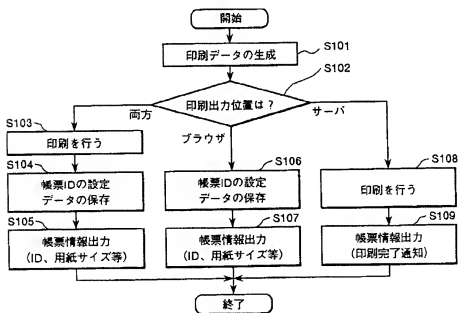 開始
印刷データの生成
S101
S102
印刷出力位置は？
両方
ブラウザ
サーバ
S103
印刷を行う
S104
帳票IDの設定
データの保存
S105
帳票情報出力
（ID、用紙サイズ等）
S106
帳票IDの設定
データの保存
S107
帳票情報出力
（ID、用紙サイズ等）
S108
印刷を行う
S109
帳票情報出力
（印刷完了通知）
終了